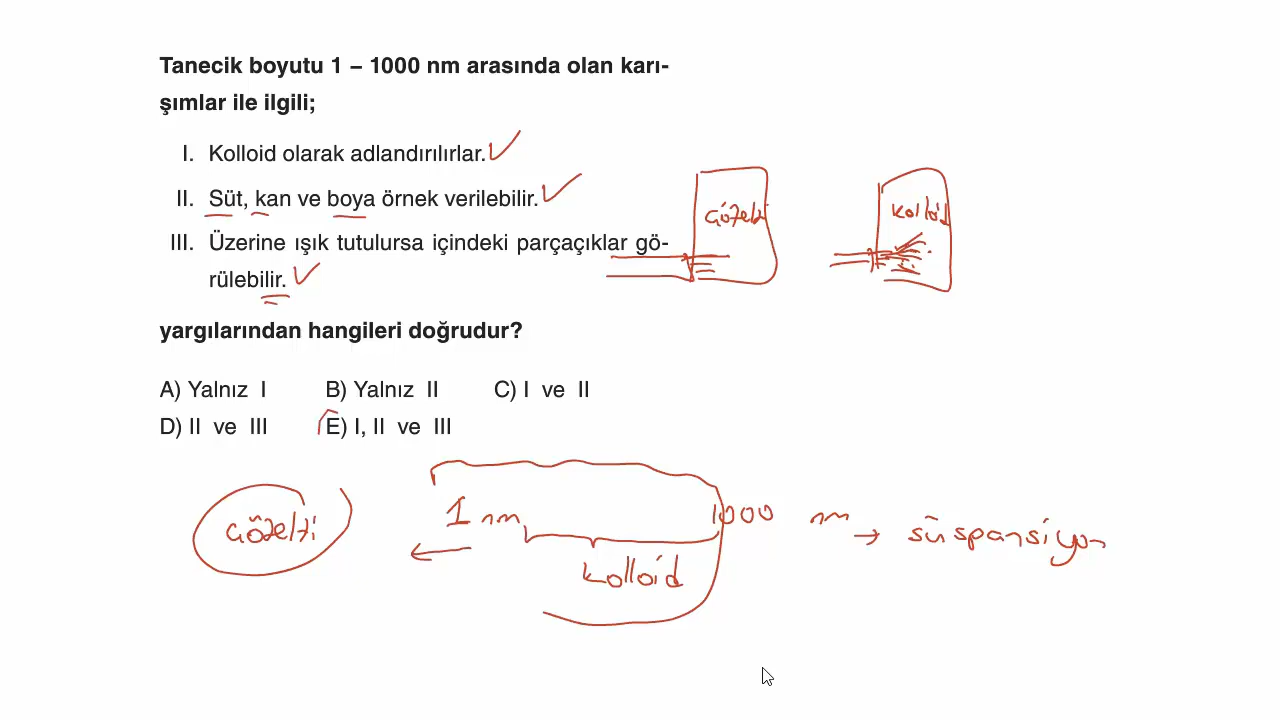 Tanecik boyutu 1 – 1000 nm arasında olan karı-
şımlar ile ilgili;
I. Kolloid olarak adlandırılırlar.
II. Süt, kan ve boya örnek verilebilir.
III. Üzerine ışık tutulursa içindeki parçaçıklar gö-
rülebilir.
çözelti
kolloid
yargılarından hangileri doğrudur?
A) Yalnız I B) Yalnız II C) I ve II
D) II ve III E) I, II ve III
çözelti 1 nm 1000 nm → süspansiyon
kolloid